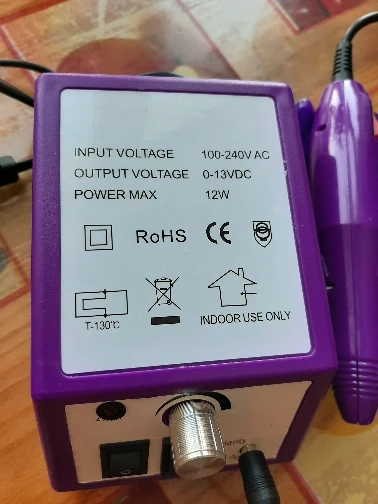 INPUT VOLTAGE 100-240V AC
OUTPUT VOLTAGE 0-13VDC
POWER MAX 12W
RoHS CE
T-130℃ INDOOR USE ONLY